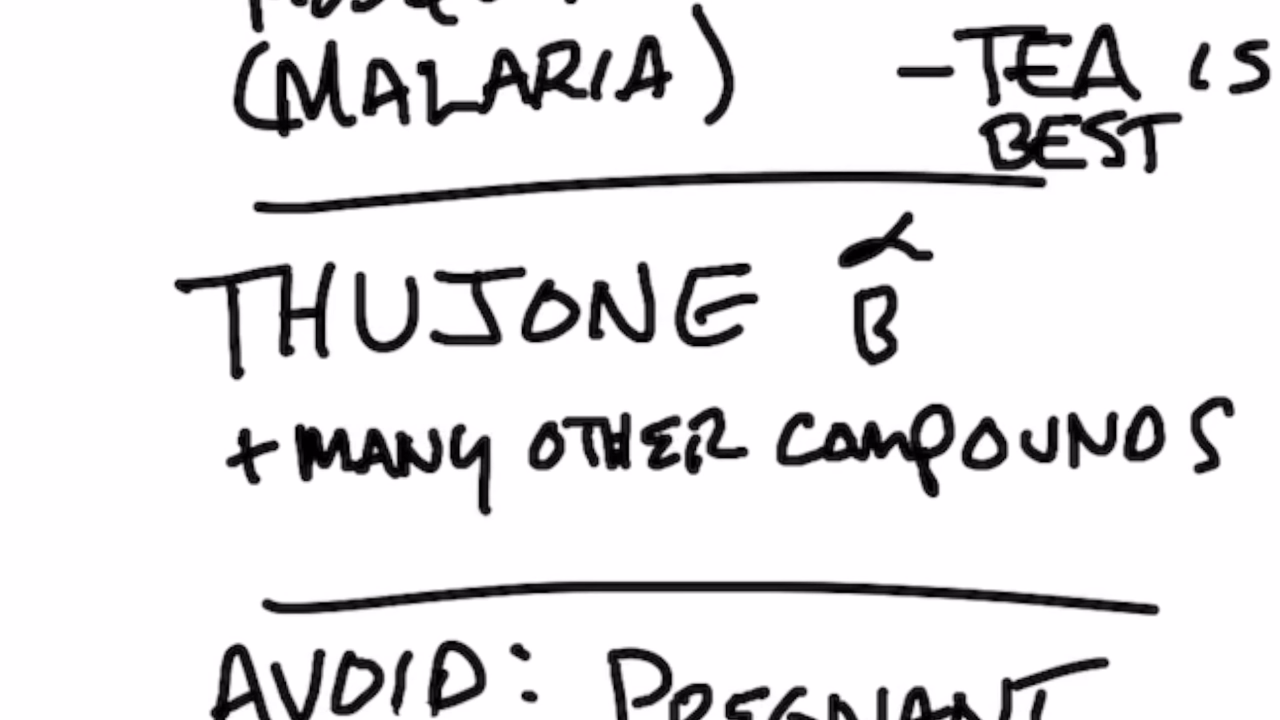 (MALARIA) - TEA IS
BEST
THUJONE α
B
+ MANY OTHER COMPOUNDS
AVOID: PREGNANT